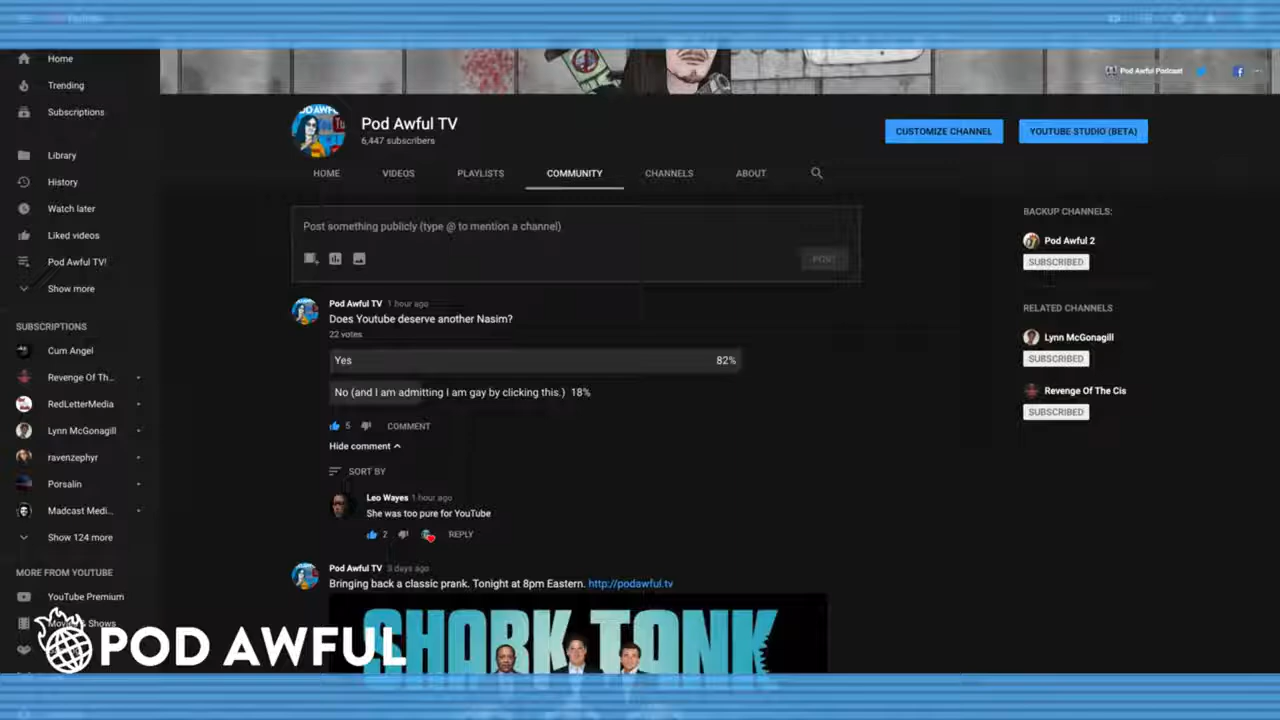 Home
Trending
Subscriptions
Library
History
Watch later
Liked videos
Pod Awful TV!
Show more
SUBSCRIPTIONS
Cum Angel
Revenge Of Th...
RedLetterMedia
Lynn McGonagill
ravenzephyr
Porsalin
Madcast Medi...
Show 124 more
MORE FROM YOUTUBE
YouTube Premium
Shows
POD AWFUL
Pod Awful Podcast
Pod Awful TV
6,447 subscribers
CUSTOMIZE CHANNEL
YOUTUBE STUDIO (BETA)
HOME VIDEOS PLAYLISTS COMMUNITY CHANNELS ABOUT
Post something publicly (type @ to mention a channel)
POST
Pod Awful TV 1 hour ago
Does Youtube deserve another Nasim?
22 votes
Yes 82%
No (and I am admitting I am gay by clicking this.) 18%
5 COMMENT
Hide comment
SORT BY
Leo Wayes 1 hour ago
She was too pure for YouTube
2 REPLY
Pod Awful TV 3 days ago
Bringing back a classic prank. Tonight at 8pm Eastern. http://podawful.tv
SHARK TANK
BACKUP CHANNELS:
Pod Awful 2
SUBSCRIBED
RELATED CHANNELS
Lynn McGonagill
SUBSCRIBED
Revenge Of The Cis
SUBSCRIBED